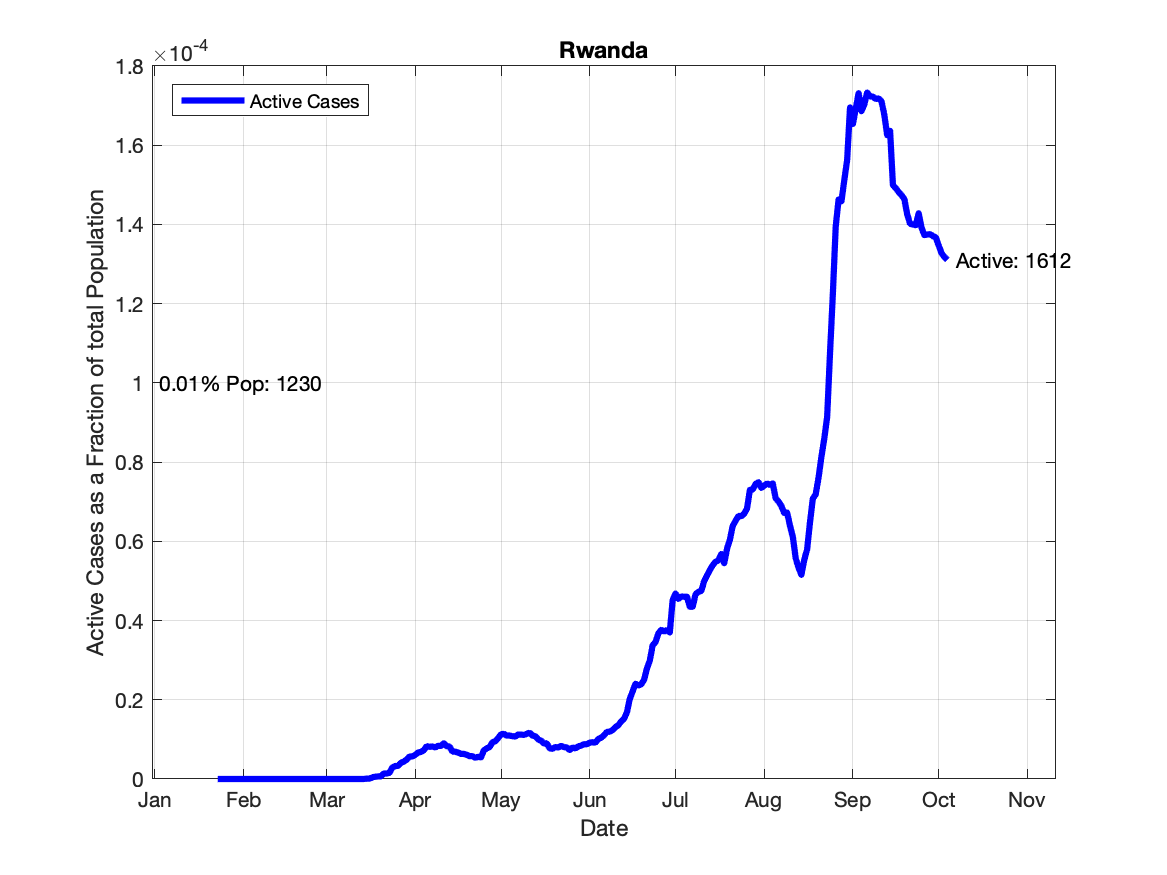 Rwanda
×10^-4
Active Cases
1.8
1.6
1.4
1.2
1
0.8
0.6
0.4
0.2
0
Active Cases as a Fraction of total Population
0.01% Pop: 1230
Active: 1612
Jan Feb Mar Apr May Jun Jul Aug Sep Oct Nov
Date